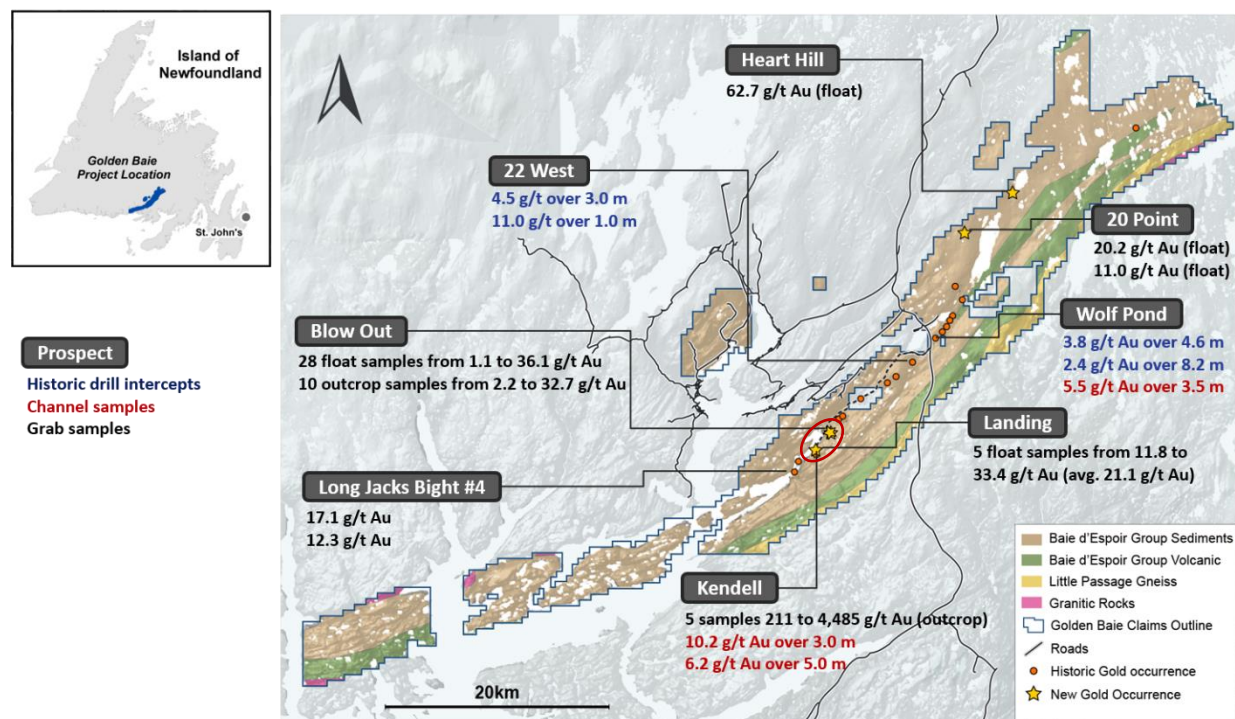 Island of
Newfoundland
Golden Baie
Project Location
St. John's
Prospect
Historic drill intercepts
Channel samples
Grab samples
Heart Hill
62.7 g/t Au (float)
22 West
4.5 g/t over 3.0 m
11.0 g/t over 1.0 m
20 Point
20.2 g/t Au (float)
11.0 g/t Au (float)
Blow Out
28 float samples from 1.1 to 36.1 g/t Au
10 outcrop samples from 2.2 to 32.7 g/t Au
Wolf Pond
3.8 g/t Au over 4.6 m
2.4 g/t Au over 8.2 m
5.5 g/t Au over 3.5 m
Landing
5 float samples from 11.8 to
33.4 g/t Au (avg. 21.1 g/t Au)
Long Jacks Bight #4
17.1 g/t Au
12.3 g/t Au
Kendell
5 samples 211 to 4,485 g/t Au (outcrop)
10.2 g/t Au over 3.0 m
6.2 g/t Au over 5.0 m
20km
Baie d'Espoir Group Sediments
Baie d'Espoir Group Volcanic
Little Passage Gneiss
Granitic Rocks
Golden Baie Claims Outline
Roads
Historic Gold occurrence
New Gold Occurrence